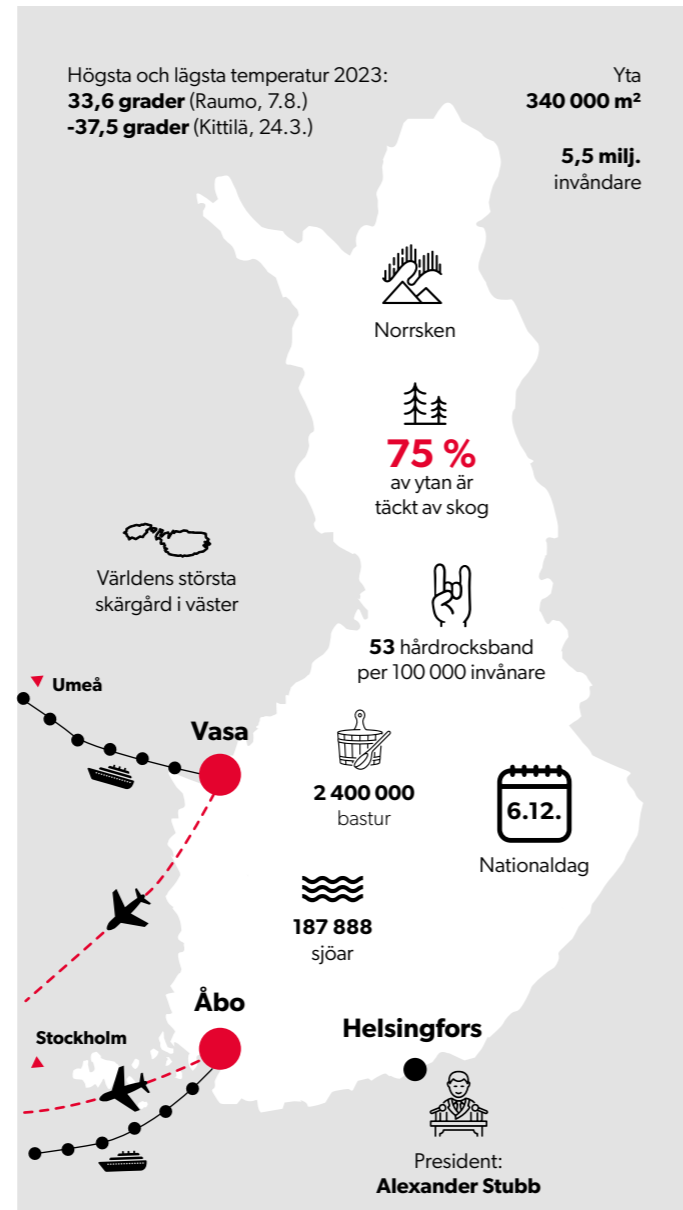 Högsta och lägsta temperatur 2023:
33,6 grader (Raumo, 7.8.)
-37,5 grader (Kittilä, 24.3.)
Yta
340 000 m²
5,5 milj.
invåndare
Norrsken
75 %
av ytan är
täckt av skog
Världens största
skärgård i väster
53 hårdrocksband
per 100 000 invånare
Umeå
Vasa
2 400 000
bastur
6.12.
Nationaldag
187 888
sjöar
Åbo
Stockholm
Helsingfors
President:
Alexander Stubb